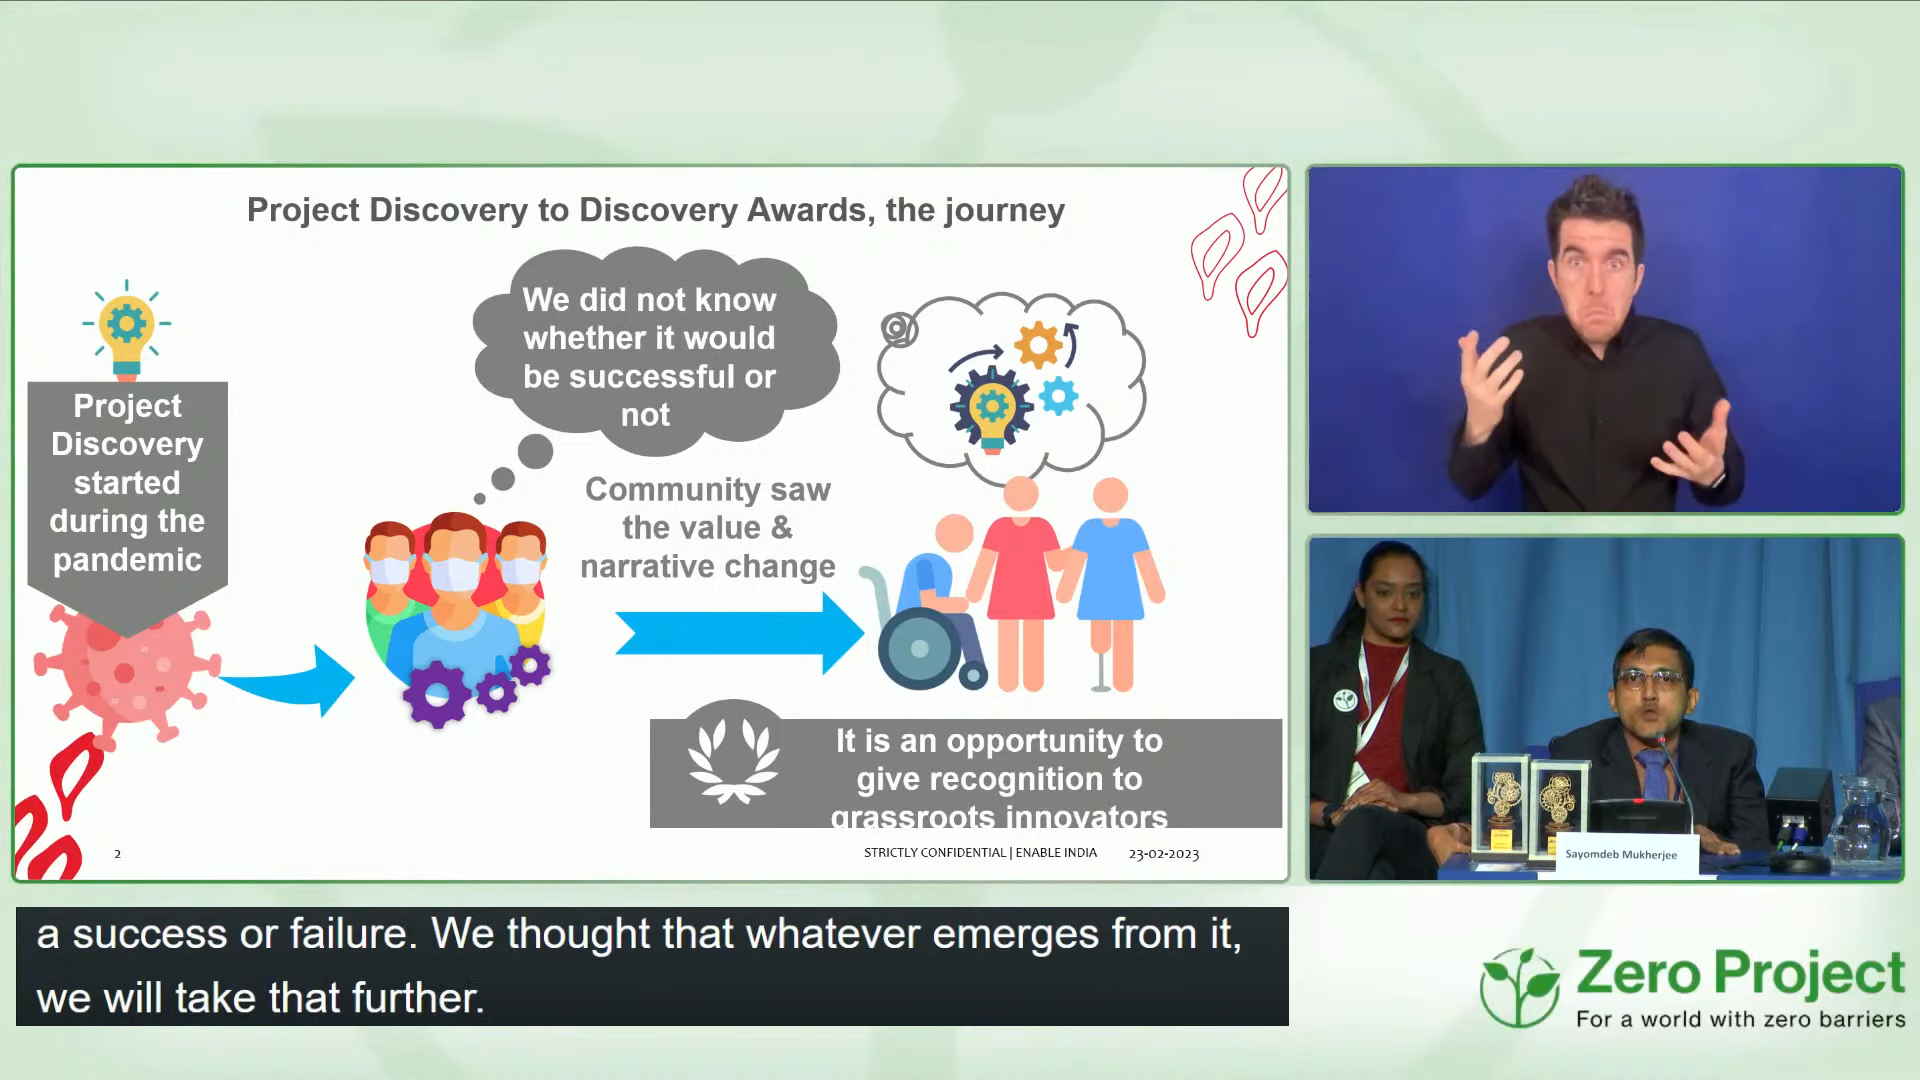 Project Discovery to Discovery Awards, the journey
We did not know
whether it would
be successful or
not
Project
Discovery
started
during the
pandemic
Community saw
the value &
narrative change
It is an opportunity to
give recognition to
grassroots innovators
2
STRICTLY CONFIDENTIAL | ENABLE INDIA
23-02-2023
Sayomdeb Mukherjee
a success or failure. We thought that whatever emerges from it,
we will take that further.
Zero Project
For a world with zero barriers